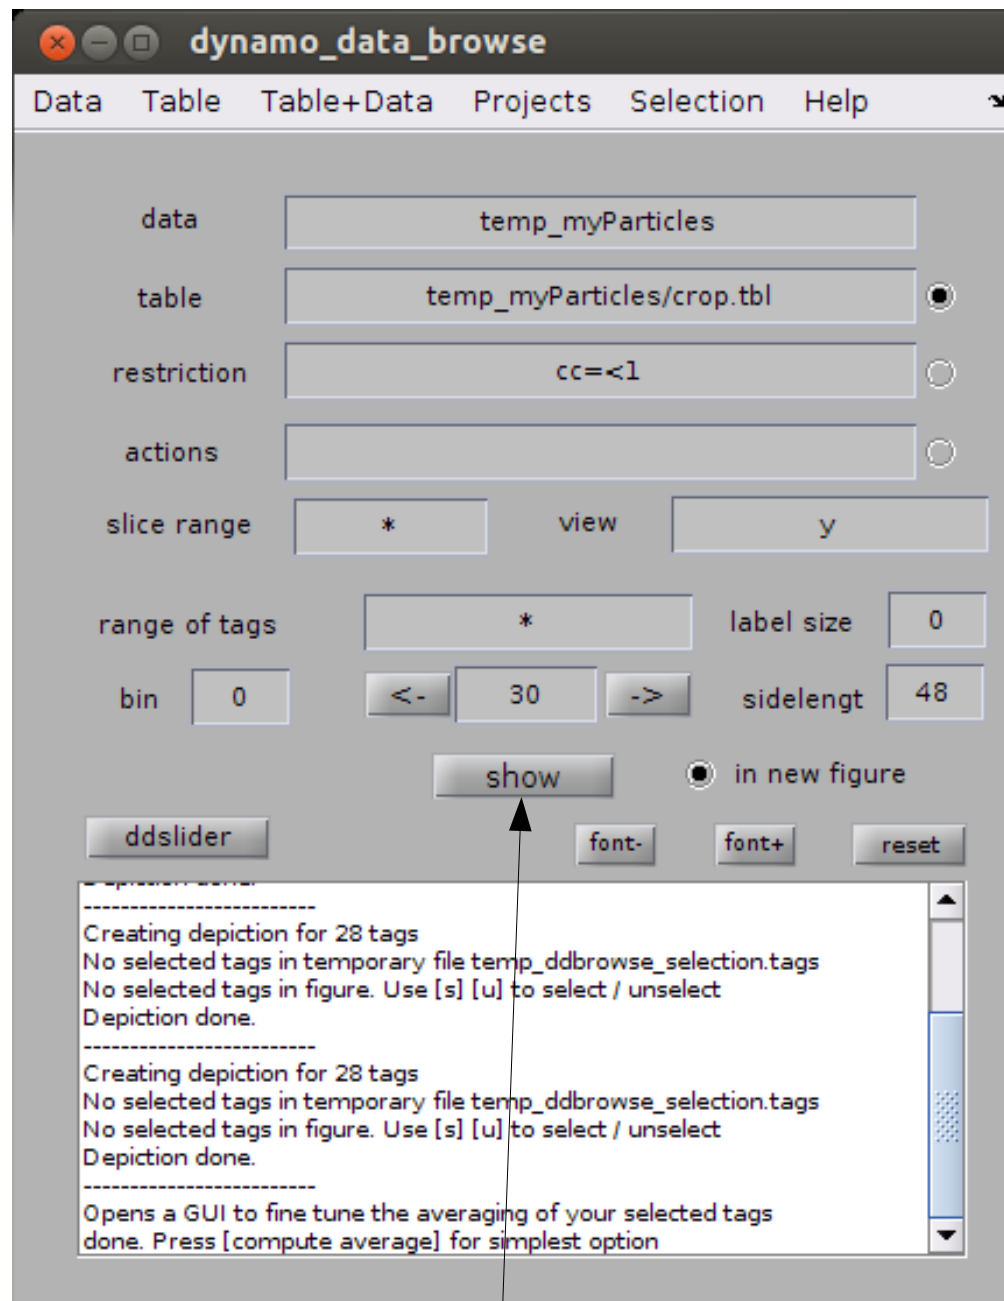 dynamo_data_browse
Data Table Table+Data Projects Selection Help
data temp_myParticles
table temp_myParticles/crop.tbl
restriction cc=<1
actions
slice range * view y
range of tags * label size 0
bin 0 <- 30 -> sidelengt 48
show in new figure
ddslider font- font+ reset
Depiction done.
-------------------------
Creating depiction for 28 tags
No selected tags in temporary file temp_ddbrowse_selection.tags
No selected tags in figure. Use [s] [u] to select / unselect
Depiction done.
-------------------------
Creating depiction for 28 tags
No selected tags in temporary file temp_ddbrowse_selection.tags
No selected tags in figure. Use [s] [u] to select / unselect
Depiction done.
-------------------------
Opens a GUI to fine tune the averaging of your selected tags
done. Press [compute average] for simplest option